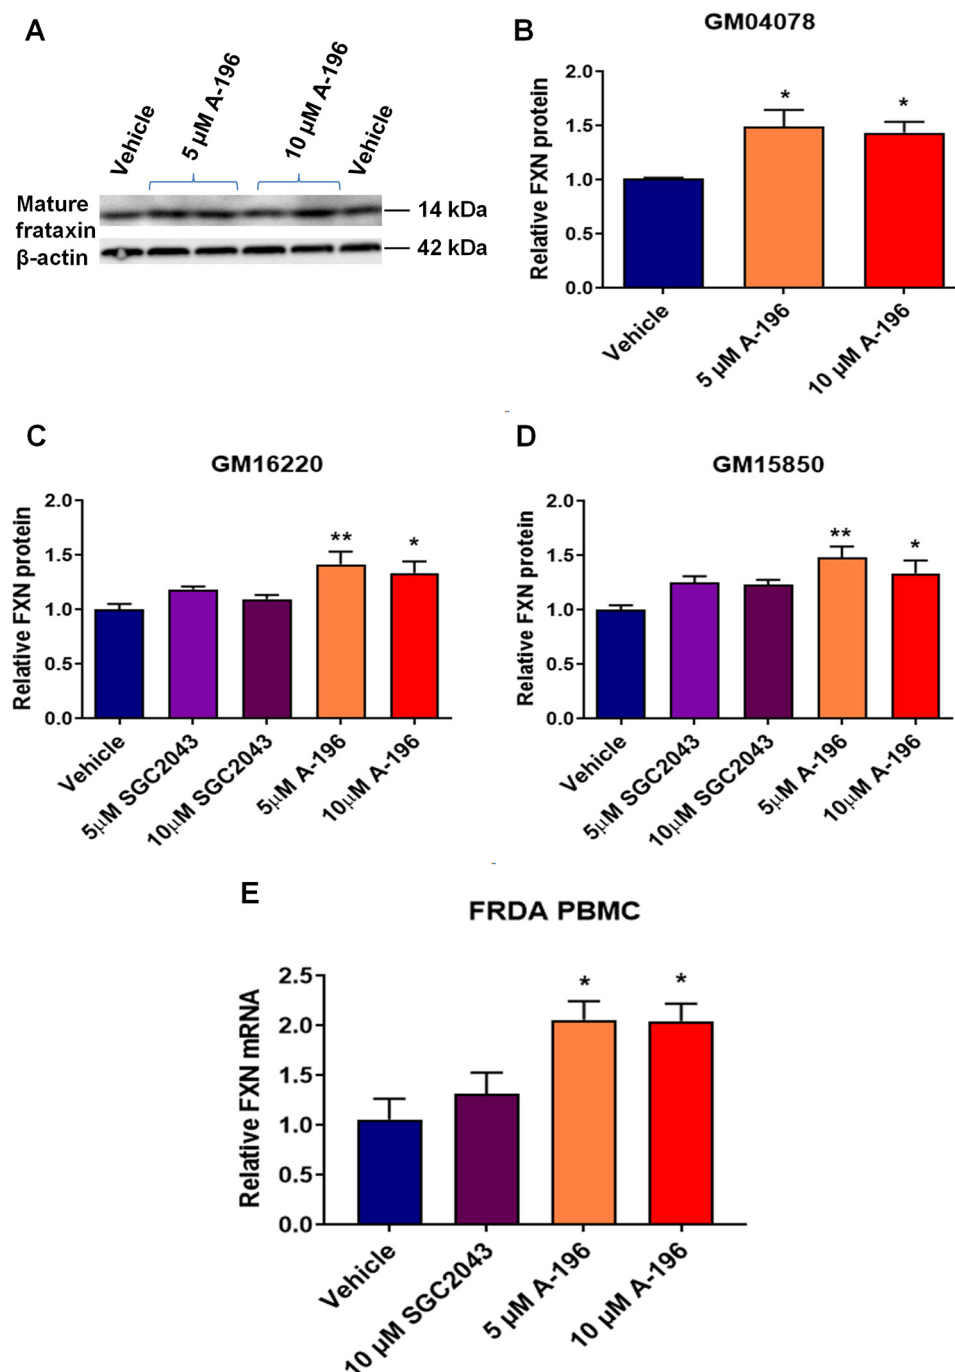 A
Vehicle
5 µM A-196
10 µM A-196
Vehicle
Mature
frataxin
β-actin
14 kDa
42 kDa
B
GM04078
Relative FXN protein
2.0
1.5
1.0
0.5
0.0
*
*
Vehicle
5 µM A-196
10 µM A-196
C
GM16220
Relative FXN protein
2.0
1.5
1.0
0.5
0.0
**
*
Vehicle
5µM SGC2043
10µM SGC2043
5µM A-196
10µM A-196
D
GM15850
Relative FXN protein
2.0
1.5
1.0
0.5
0.0
**
*
Vehicle
5µM SGC2043
10µM SGC2043
5µM A-196
10µM A-196
E
FRDA PBMC
Relative FXN mRNA
2.5
2.0
1.5
1.0
0.5
0.0
*
*
Vehicle
10 µM SGC2043
5 µM A-196
10 µM A-196